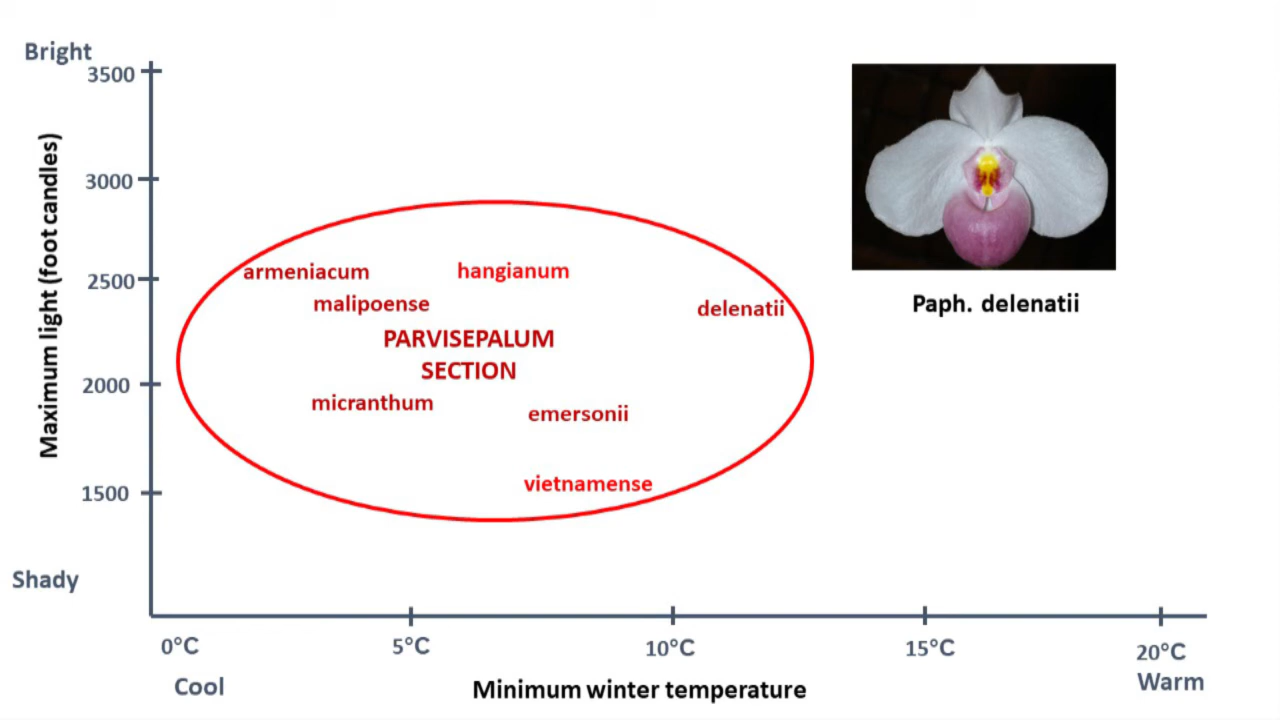 Bright
3500
3000
2500
2000
1500
Shady
Maximum light (foot candles)
armeniacum
hangianum
malipoense
delenatii
PARVISEPALUM
SECTION
micranthum
emersonii
vietnamense
Paph. delenatii
0°C
5°C
10°C
15°C
20°C
Cool
Minimum winter temperature
Warm